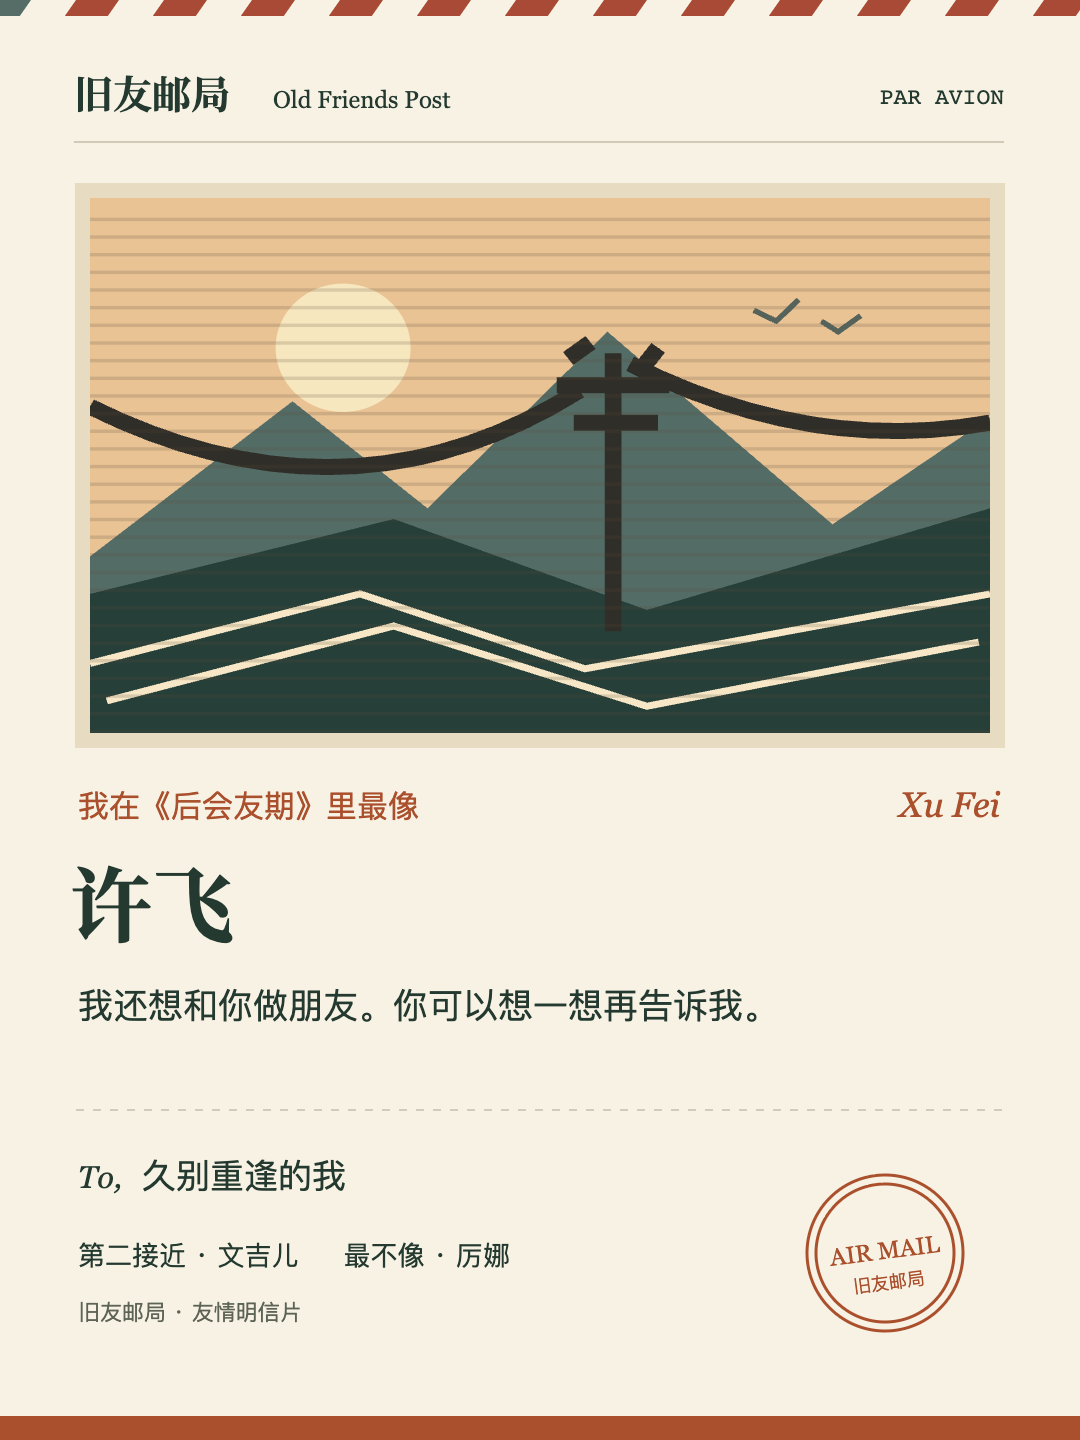 旧友邮局 Old Friends Post PAR AVION
我在《后会友期》里最像 Xu Fei
许飞
我还想和你做朋友。你可以想一想再告诉我。
To, 久别重逢的我
第二接近 · 文吉儿 最不像 · 厉娜
旧友邮局 · 友情明信片
AIR MAIL
旧友邮局